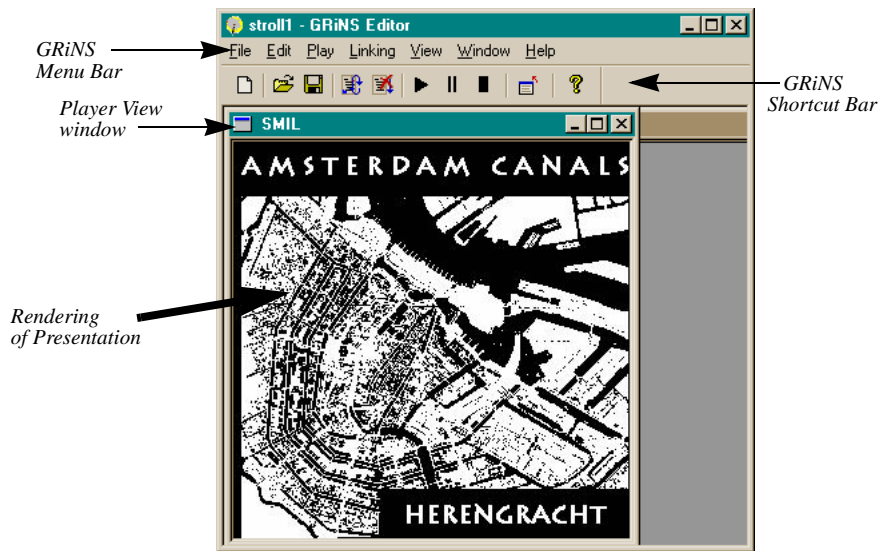 stroll1 - GRiNS Editor
GRiNS
Menu Bar
File Edit Play Linking View Window Help
GRiNS
Shortcut Bar
Player View
window
SMIL
AMSTERDAM CANALS
Rendering
of Presentation
HERENGRACHT